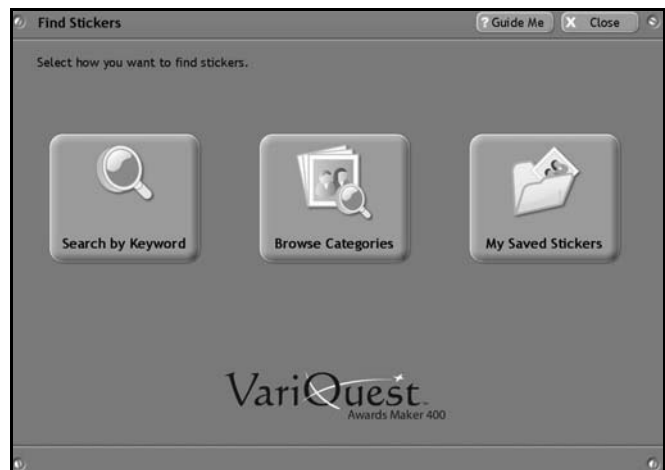 Find Stickers
? Guide Me
X Close
Select how you want to find stickers.
Search by Keyword
Browse Categories
My Saved Stickers
VariQuest™
Awards Maker 400